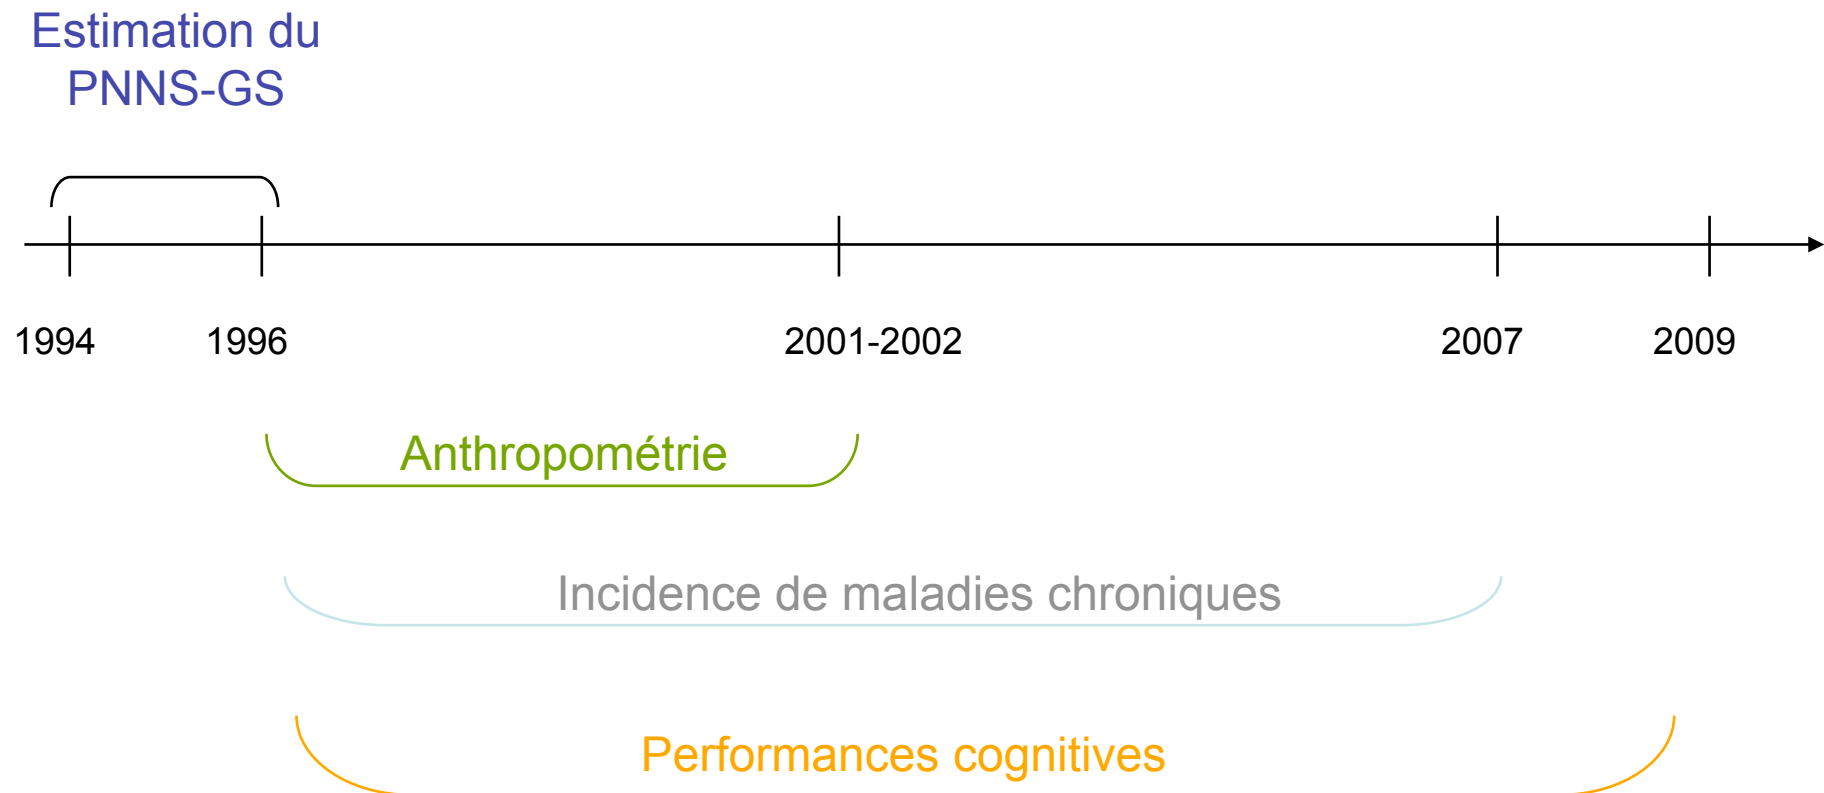 Estimation du
PNNS-GS
1994 1996 2001-2002 2007 2009
Anthropométrie
Incidence de maladies chroniques
Performances cognitives